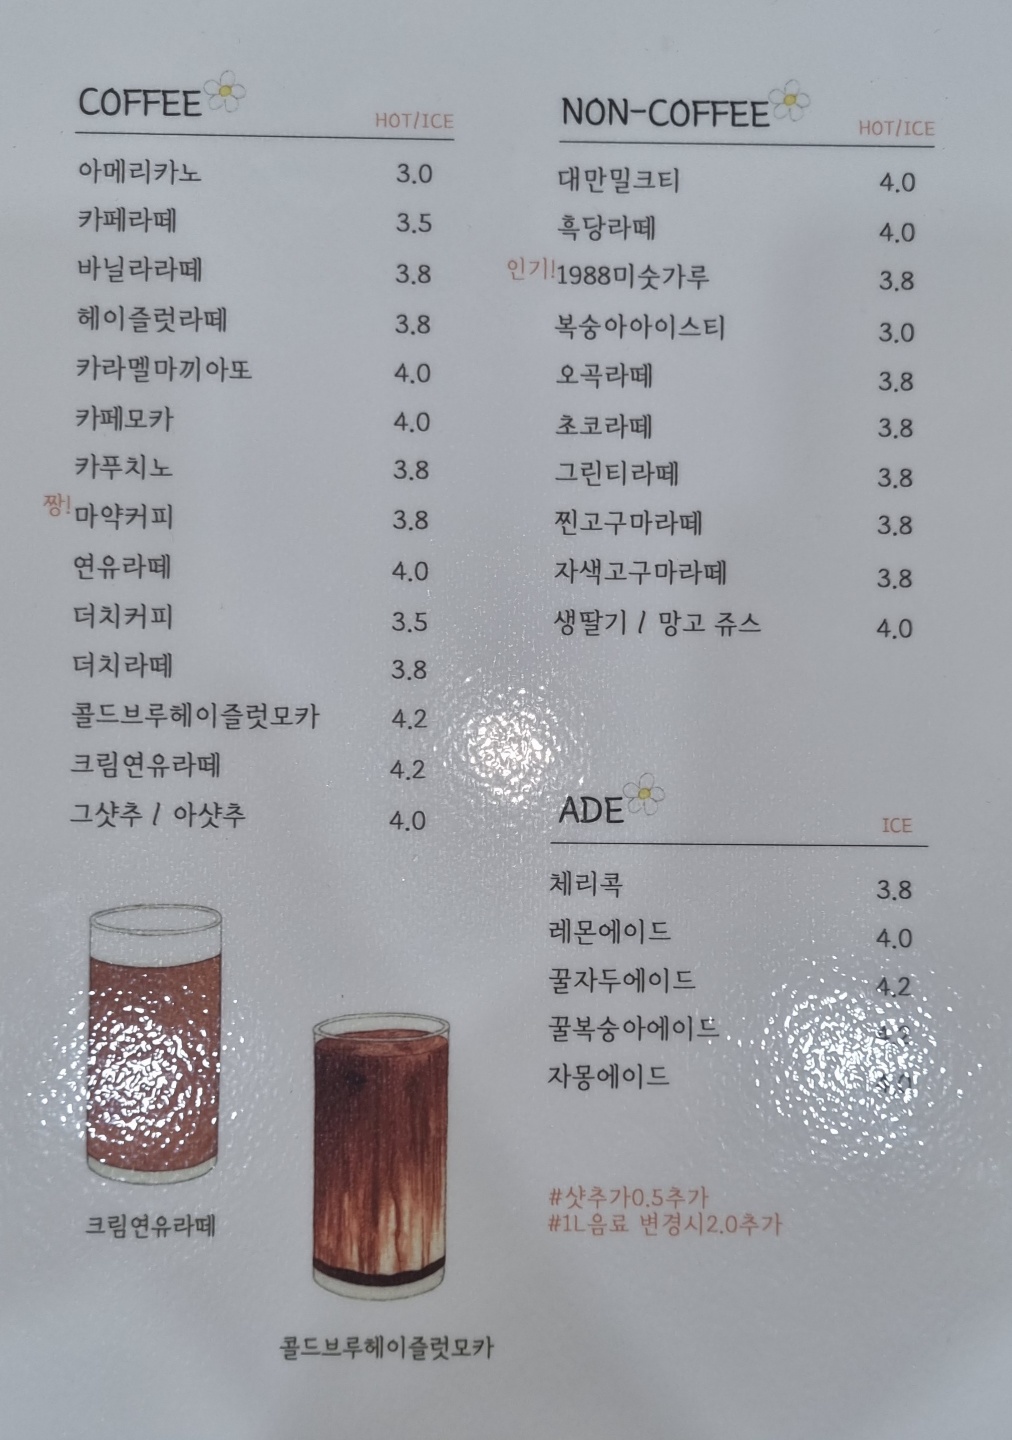 COFFEE
HOT/ICE
아메리카노 3.0
카페라떼 3.5
바닐라라떼 3.8
헤이즐럿라떼 3.8
카라멜마끼아또 4.0
카페모카 4.0
카푸치노 3.8
짱! 마약커피 3.8
연유라떼 4.0
더치커피 3.5
더치라떼 3.8
콜드브루헤이즐럿모카 4.2
크림연유라떼 4.2
그샷추 / 아샷추 4.0
크림연유라떼
콜드브루헤이즐럿모카
NON-COFFEE
HOT/ICE
대만밀크티 4.0
흑당라떼 4.0
인기! 1988미숫가루 3.8
복숭아아이스티 3.0
오곡라떼 3.8
초코라떼 3.8
그린티라떼 3.8
찐고구마라떼 3.8
자색고구마라떼 3.8
생딸기 / 망고 쥬스 4.0
ADE
ICE
체리콕 3.8
레몬에이드 4.0
꿀자두에이드 4.2
꿀복숭아에이드
자몽에이드
#샷추가0.5추가
#1L음료 변경시2.0추가